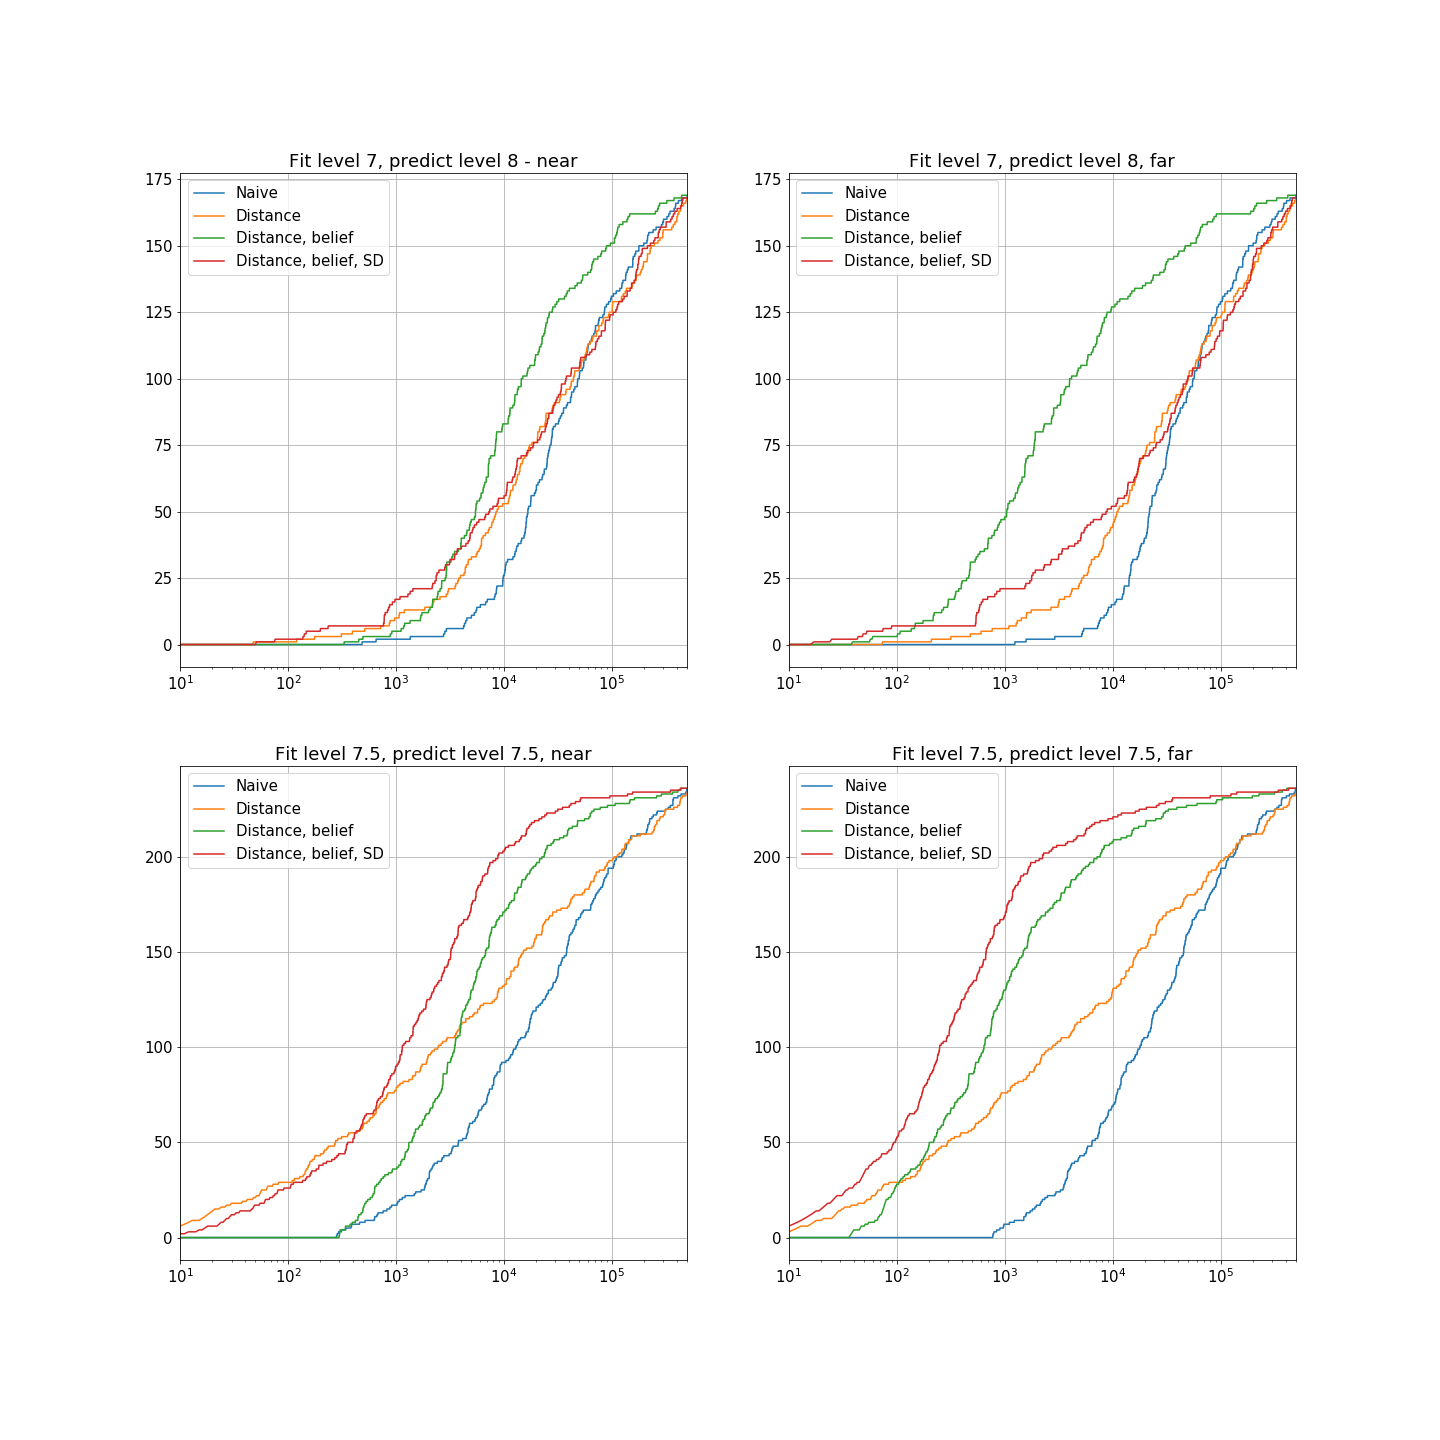 Fit level 7, predict level 8 - near
175
150
125
100
75
50
25
0
Naive
Distance
Distance, belief
Distance, belief, SD
10^1 10^2 10^3 10^4 10^5
Fit level 7, predict level 8, far
175
150
125
100
75
50
25
0
Naive
Distance
Distance, belief
Distance, belief, SD
10^1 10^2 10^3 10^4 10^5
Fit level 7.5, predict level 7.5, near
200
150
100
50
0
Naive
Distance
Distance, belief
Distance, belief, SD
10^1 10^2 10^3 10^4 10^5
Fit level 7.5, predict level 7.5, far
200
150
100
50
0
Naive
Distance
Distance, belief
Distance, belief, SD
10^1 10^2 10^3 10^4 10^5